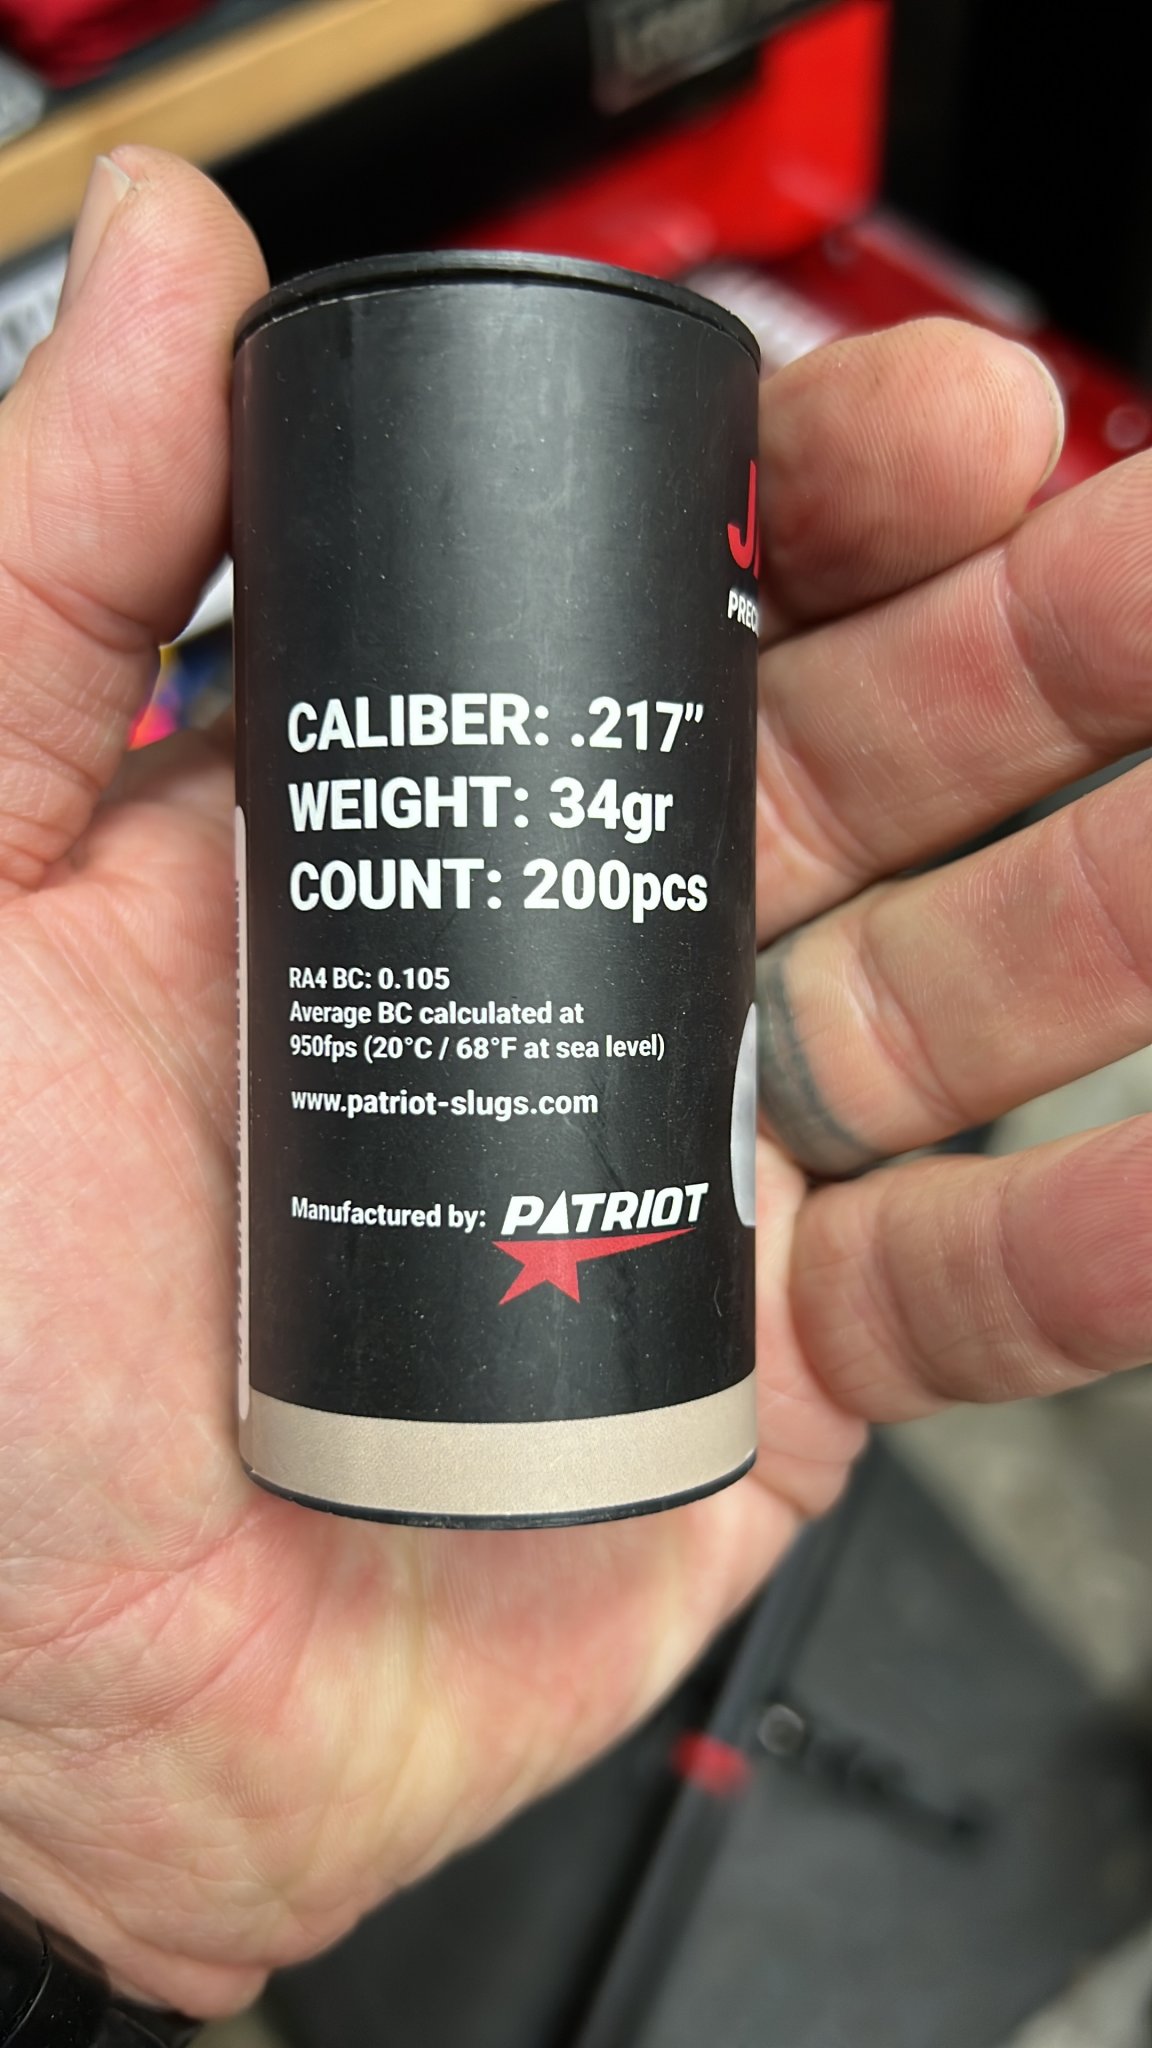 CALIBER: .217”
WEIGHT: 34gr
COUNT: 200pcs
RA4 BC: 0.105
Average BC calculated at
950fps (20°C / 68°F at sea level)
www.patriot-slugs.com
Manufactured by: PATRIOT